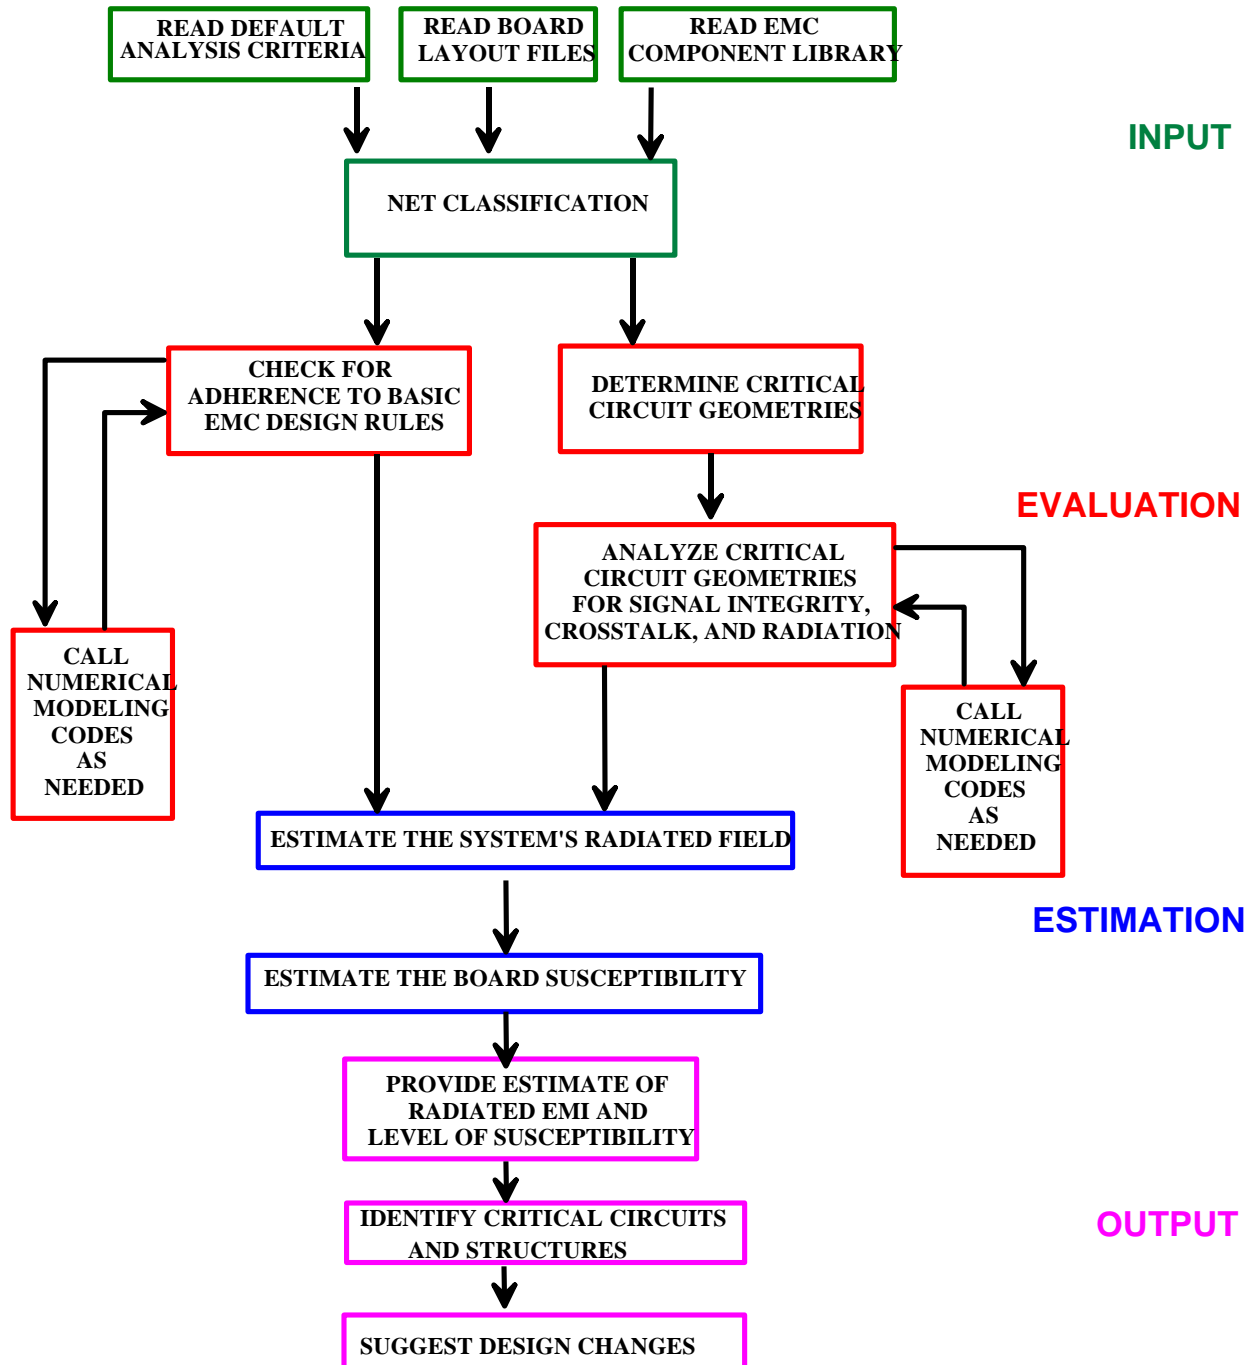 READ DEFAULT
ANALYSIS CRITERIA
READ BOARD
LAYOUT FILES
READ EMC
COMPONENT LIBRARY
INPUT
NET CLASSIFICATION
CHECK FOR
ADHERENCE TO BASIC
EMC DESIGN RULES
DETERMINE CRITICAL
CIRCUIT GEOMETRIES
EVALUATION
ANALYZE CRITICAL
CIRCUIT GEOMETRIES
FOR SIGNAL INTEGRITY,
CROSSTALK, AND RADIATION
CALL
NUMERICAL
MODELING
CODES
AS
NEEDED
CALL
NUMERICAL
MODELING
CODES
AS
NEEDED
ESTIMATE THE SYSTEM'S RADIATED FIELD
ESTIMATION
ESTIMATE THE BOARD SUSCEPTIBILITY
PROVIDE ESTIMATE OF
RADIATED EMI AND
LEVEL OF SUSCEPTIBILITY
IDENTIFY CRITICAL CIRCUITS
AND STRUCTURES
OUTPUT
SUGGEST DESIGN CHANGES